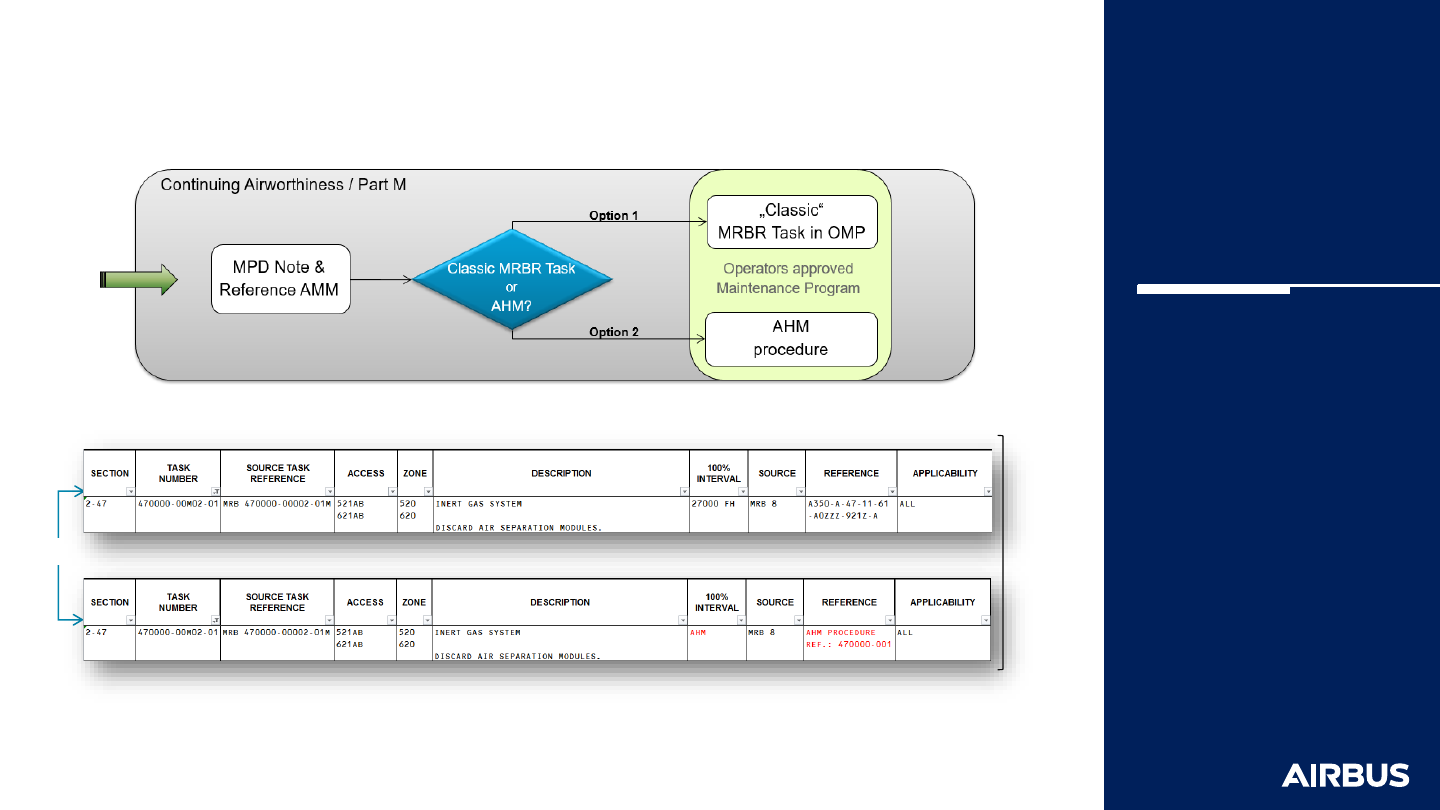 Continuing Airworthiness / Part M
Option 1
„Classic“
MRBR Task in OMP
MPD Note &
Reference AMM
Classic MRBR Task
or
AHM?
Operators approved
Maintenance Program
Option 2
AHM
procedure
SECTION TASK NUMBER SOURCE TASK REFERENCE ACCESS ZONE DESCRIPTION 100% INTERVAL SOURCE REFERENCE APPLICABILITY
2-47 470000-00M02-01 MRB 470000-00002-01M 521AB 520 INERT GAS SYSTEM 27000 FH MRB 8 A350-A-47-11-61 ALL
621AB 620 -A0ZZZ-921Z-A
DISCARD AIR SEPARATION MODULES.
SECTION TASK NUMBER SOURCE TASK REFERENCE ACCESS ZONE DESCRIPTION 100% INTERVAL SOURCE REFERENCE APPLICABILITY
2-47 470000-00M02-01 MRB 470000-00002-01M 521AB 520 INERT GAS SYSTEM AHM MRB 8 AHM PROCEDURE ALL
621AB 620 REF.: 470000-001
DISCARD AIR SEPARATION MODULES.
AIRBUS